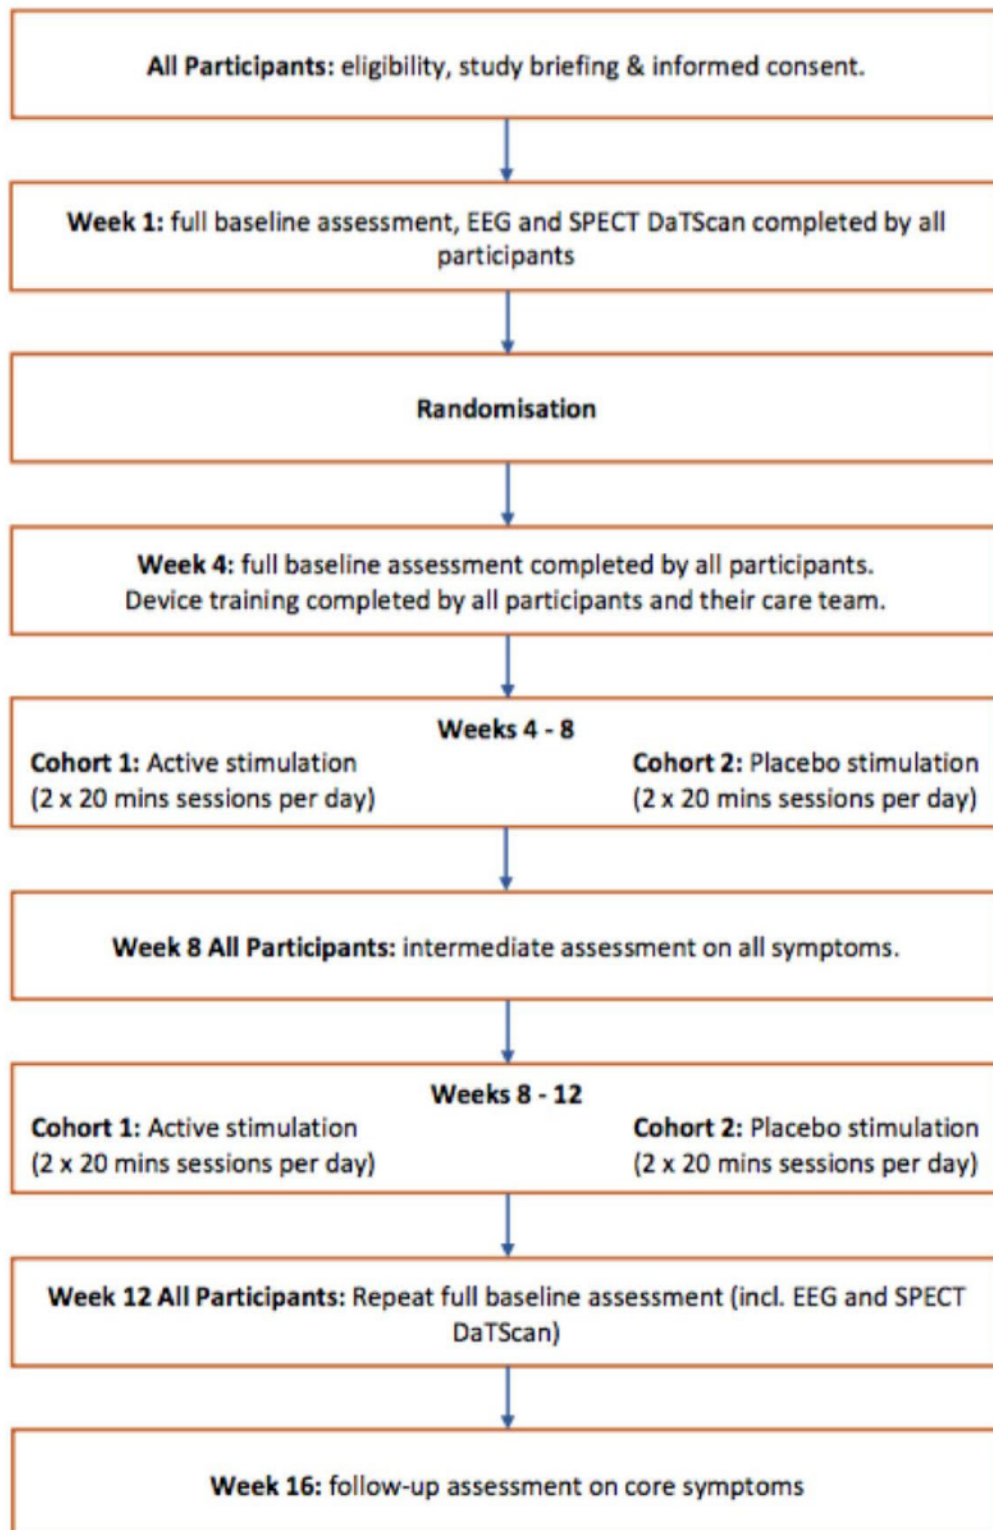 All Participants: eligibility, study briefing & informed consent.
Week 1: full baseline assessment, EEG and SPECT DaTScan completed by all
participants
Randomisation
Week 4: full baseline assessment completed by all participants.
Device training completed by all participants and their care team.
Weeks 4 - 8
Cohort 1: Active stimulation
(2 x 20 mins sessions per day)
Cohort 2: Placebo stimulation
(2 x 20 mins sessions per day)
Week 8 All Participants: intermediate assessment on all symptoms.
Weeks 8 - 12
Cohort 1: Active stimulation
(2 x 20 mins sessions per day)
Cohort 2: Placebo stimulation
(2 x 20 mins sessions per day)
Week 12 All Participants: Repeat full baseline assessment (incl. EEG and SPECT
DaTScan)
Week 16: follow-up assessment on core symptoms